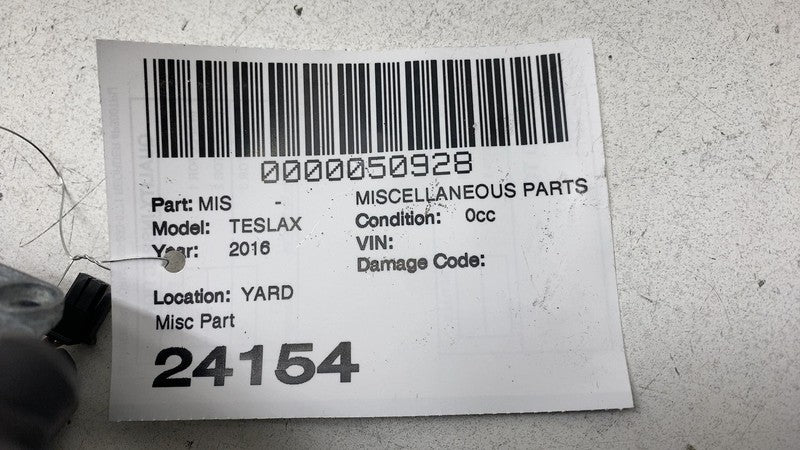 0000050928
Part: MIS - MISCELLANEOUS PARTS
Model: TESLAX Condition: 0cc
Year: 2016 VIN:
Damage Code:
Location: YARD
Misc Part
24154